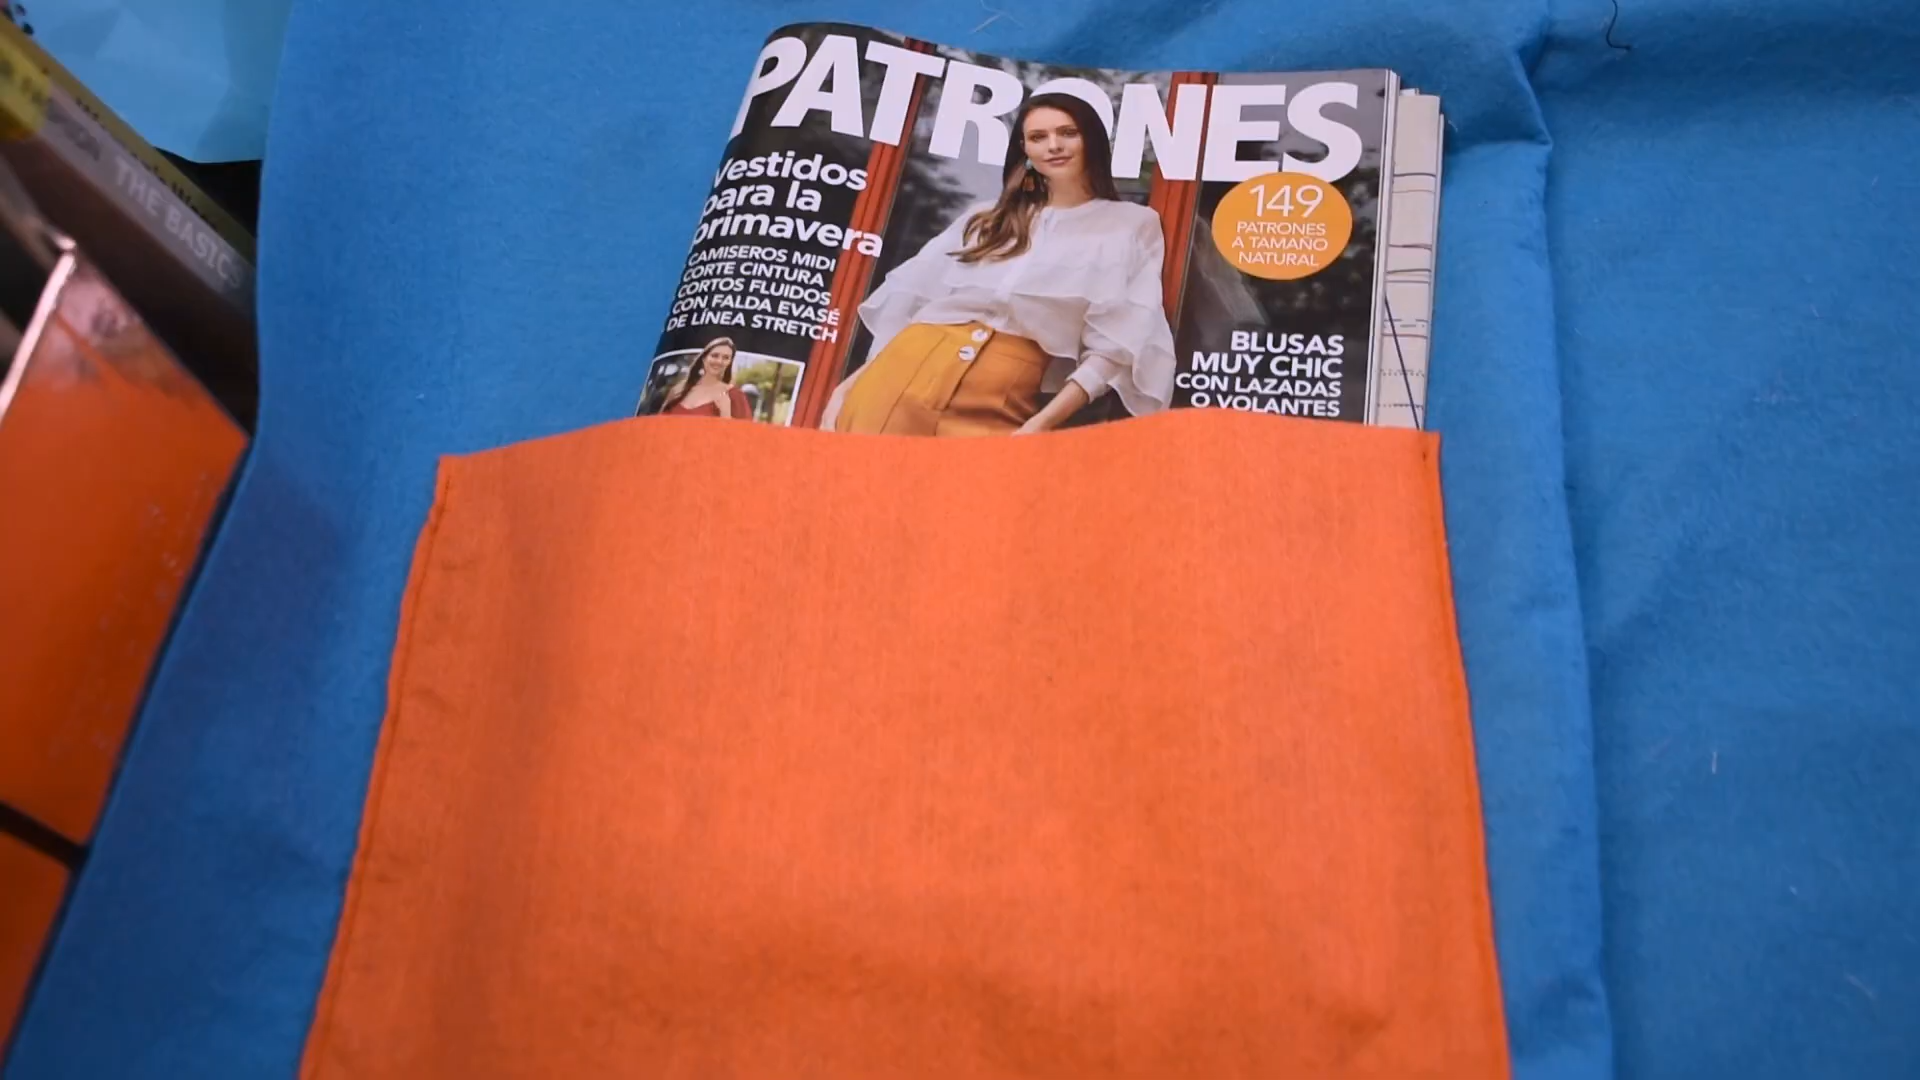 PATRONES
Vestidos
para la
primavera
CAMISEROS MIDI
CORTE CINTURA
CORTOS FLUIDOS
CON FALDA EVASÉ
DE LÍNEA STRETCH
149
PATRONES
A TAMAÑO
NATURAL
BLUSAS
MUY CHIC
CON LAZADAS
O VOLANTES
THE BASICS